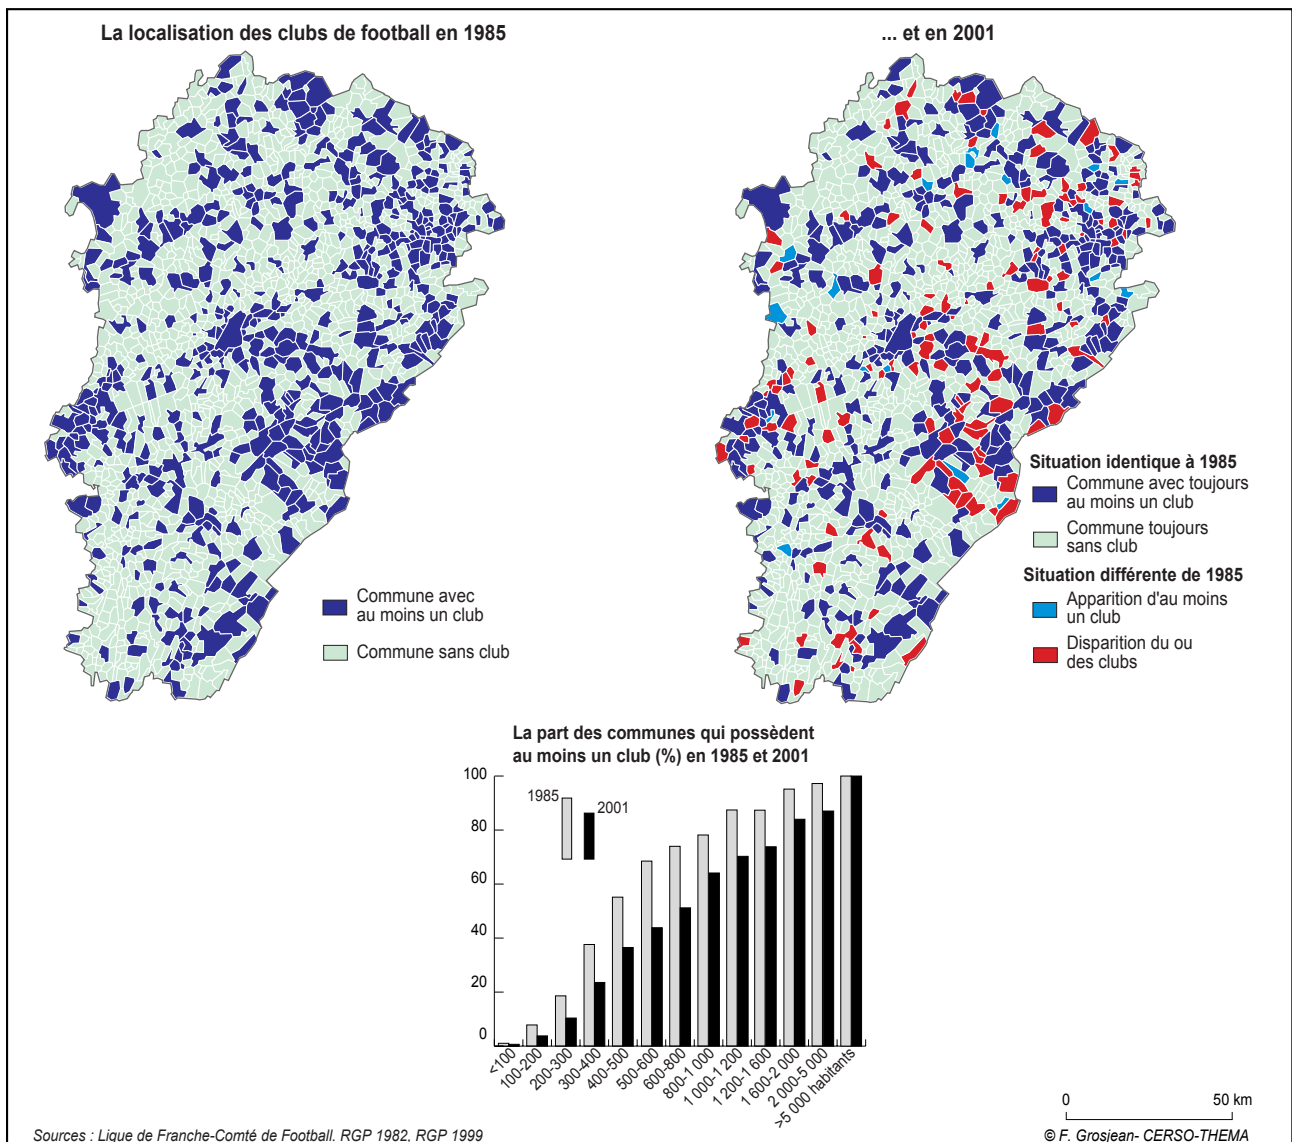 La localisation des clubs de football en 1985
... et en 2001
Commune avec
au moins un club
Commune sans club
Situation identique à 1985
Commune avec toujours
au moins un club
Commune toujours
sans club
Situation différente de 1985
Apparition d'au moins
un club
Disparition du ou
des clubs
La part des communes qui possèdent
au moins un club (%) en 1985 et 2001
100
80
60
40
20
0
1985
2001
<100
100-200
200-300
300-400
400-500
500-600
600-800
800-1 000
1 000-1 200
1 200-1 600
1 600-2 000
2 000-5 000
>5 000 habitants
0 50 km
Sources : Ligue de Franche-Comté de Football, RGP 1982, RGP 1999
© F. Grosjean- CERSO-THEMA